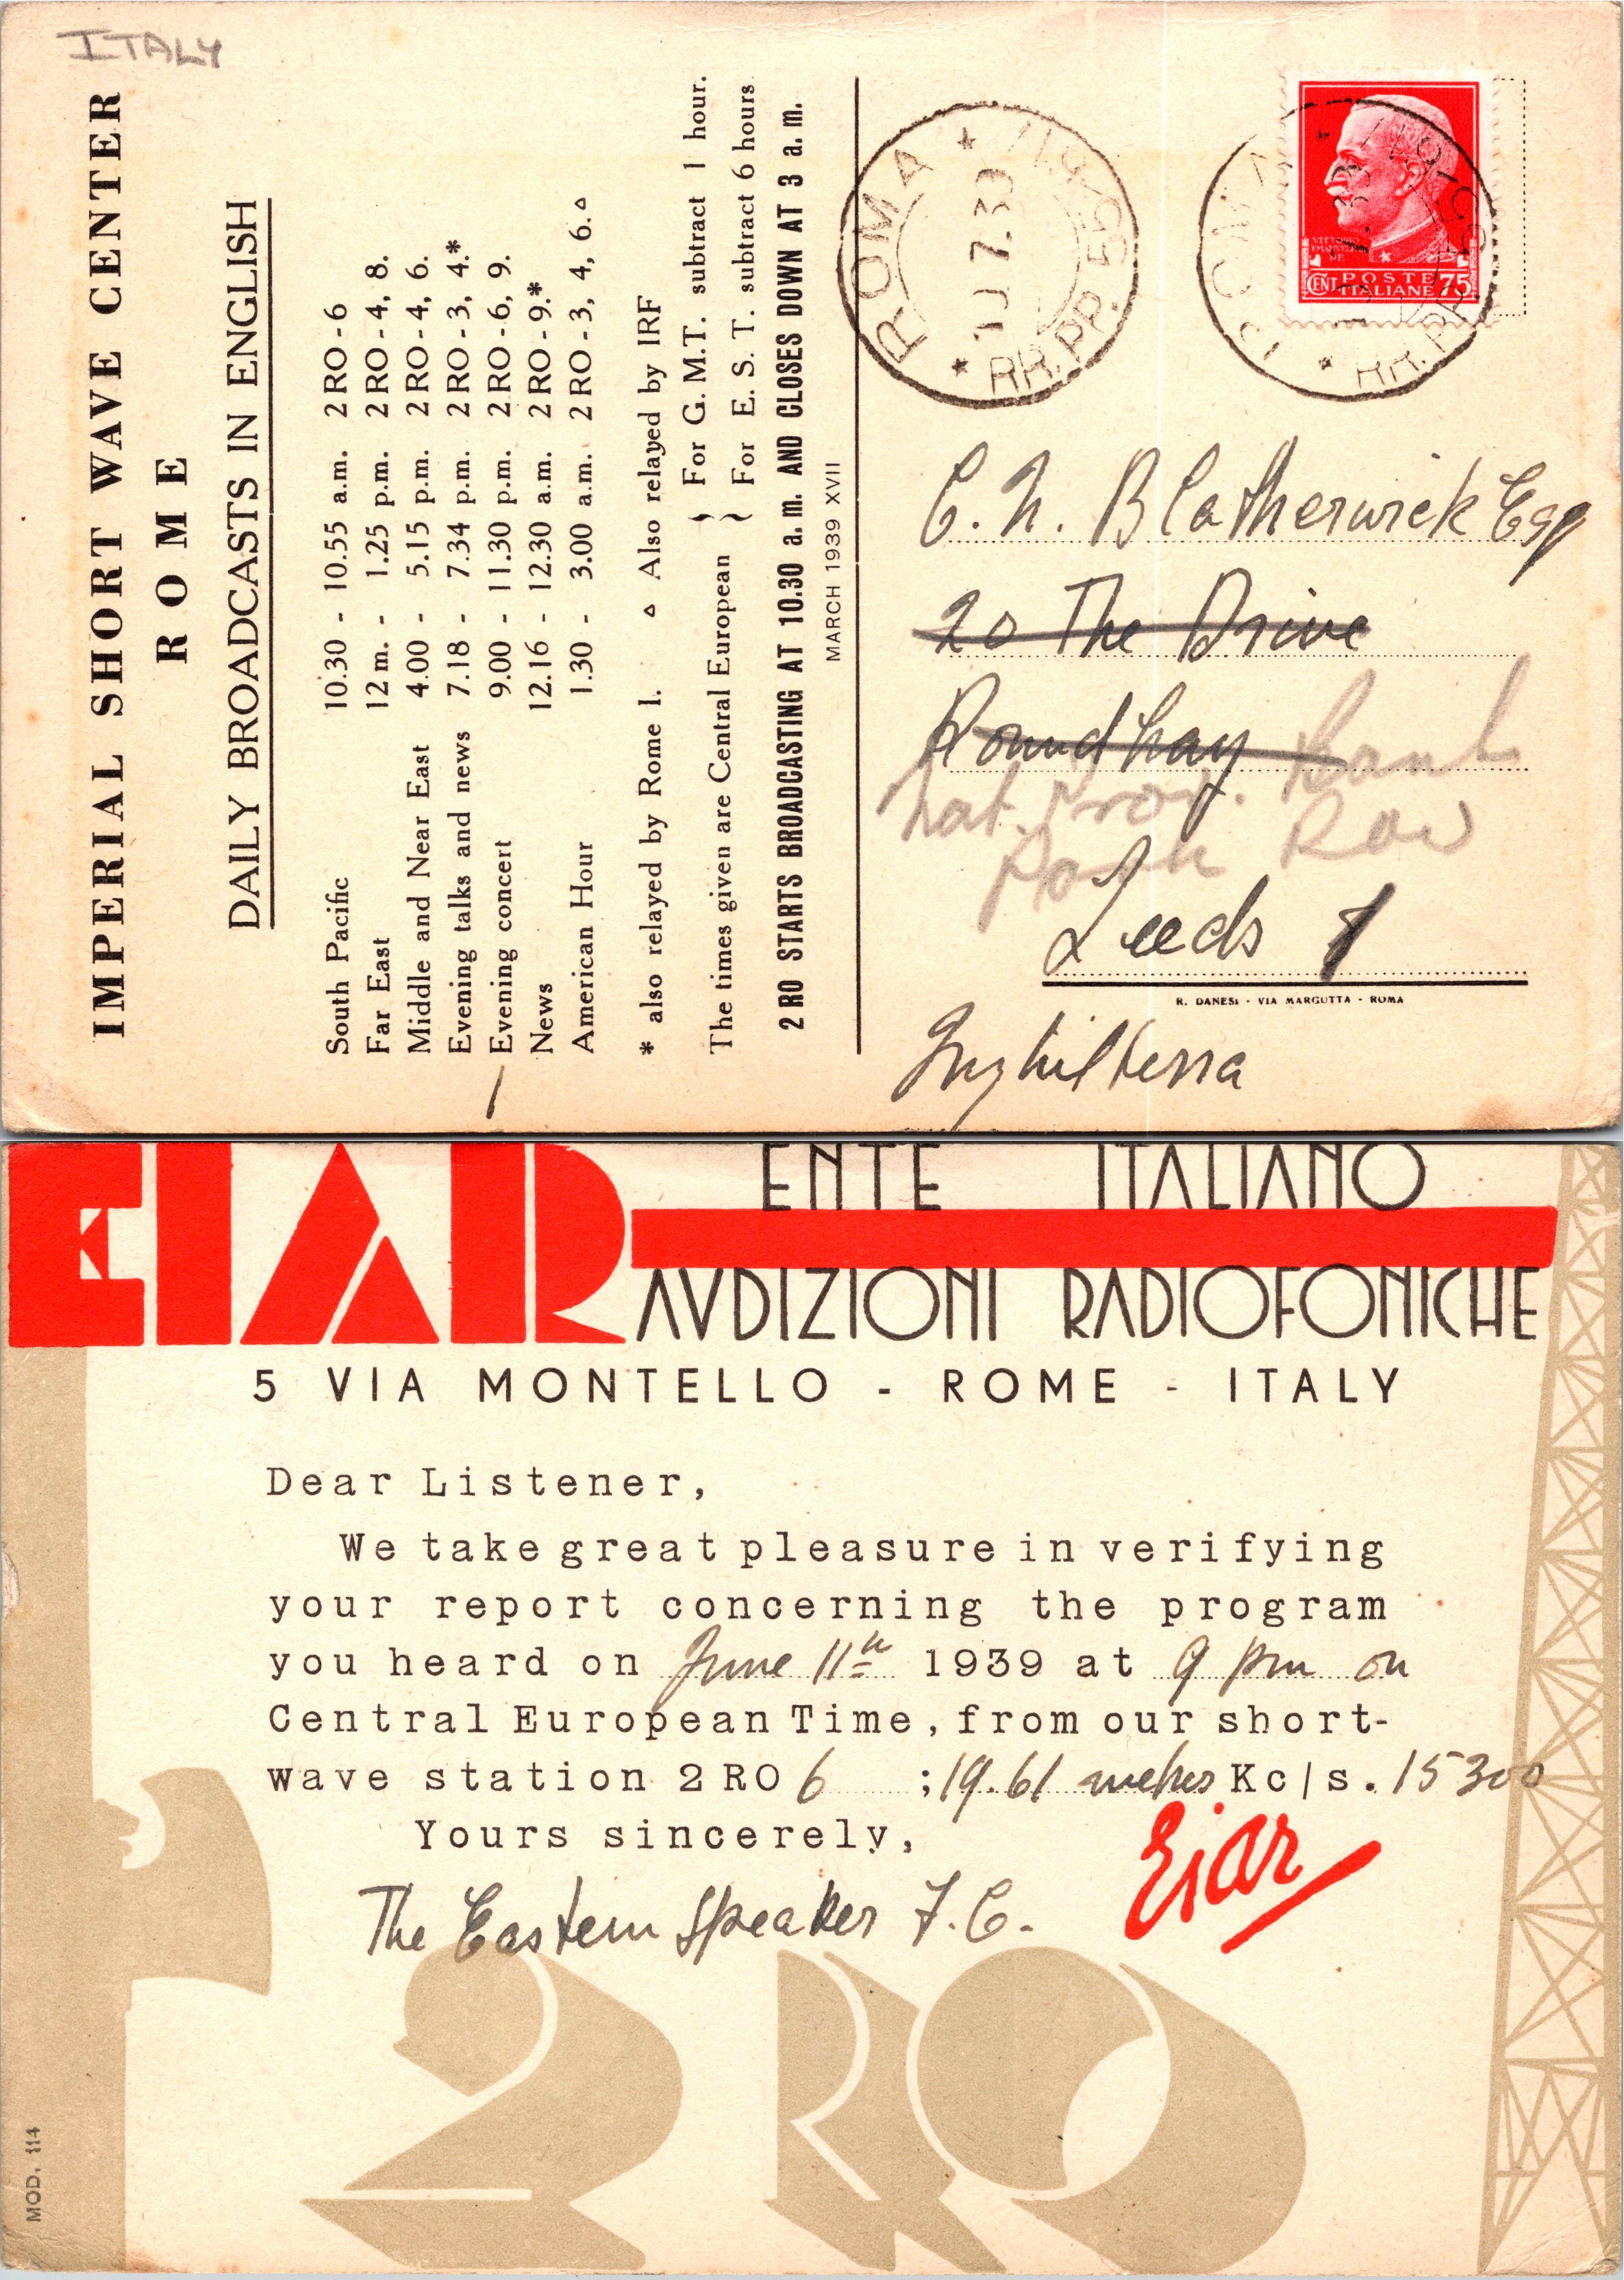 ITALY
IMPERIAL SHORT WAVE CENTER
ROME
DAILY BROADCASTS IN ENGLISH
South Pacific 10.30 - 10.55 a.m. 2 RO - 6
Far East 12 m. - 1.25 p.m. 2 RO - 4, 8.
Middle and Near East 4.00 - 5.15 p.m. 2 RO - 4, 6.
Evening talks and news 7.18 - 7.34 p.m. 2 RO - 3, 4.*
Evening concert 9.00 - 11.30 p.m. 2 RO - 6, 9.
News 12.16 - 12.30 a.m. 2 RO - 9.*
American Hour 1.30 - 3.00 a.m. 2 RO - 3, 4, 6.△
* also relayed by Rome I. △ Also relayed by IRF
The times given are Central European } For G. M.T. subtract 1 hour.
For E. S. T. subtract 6 hours
2 RO STARTS BROADCASTING AT 10.30 a. m. AND CLOSES DOWN AT 3 a. m.
MARCH 1939 XVII
ROMA
7.39
RR.PP.
VITTORIO
CENT 75 POSTE ITALIANE
C. N. Blatherwick Esq
20 The Drive
Roundhay
Nat. Prov. Bank
Park Row
Leeds 1
R. DANESI - VIA MARGUTTA - ROMA
Inghilterra
EIAR ENTE ITALIANO
AVDIZIONI RADIOFONICHE
5 VIA MONTELLO - ROME - ITALY
Dear Listener,
We take great pleasure in verifying
your report concerning the program
you heard on June 11th 1939 at 9 pm on
Central European Time, from our short-
wave station 2 RO 6 ; 19.61 metres Kc/s. 15300
Yours sincerely,
Eiar
The Eastern Speaker F. C.
2RO
MOD. 114